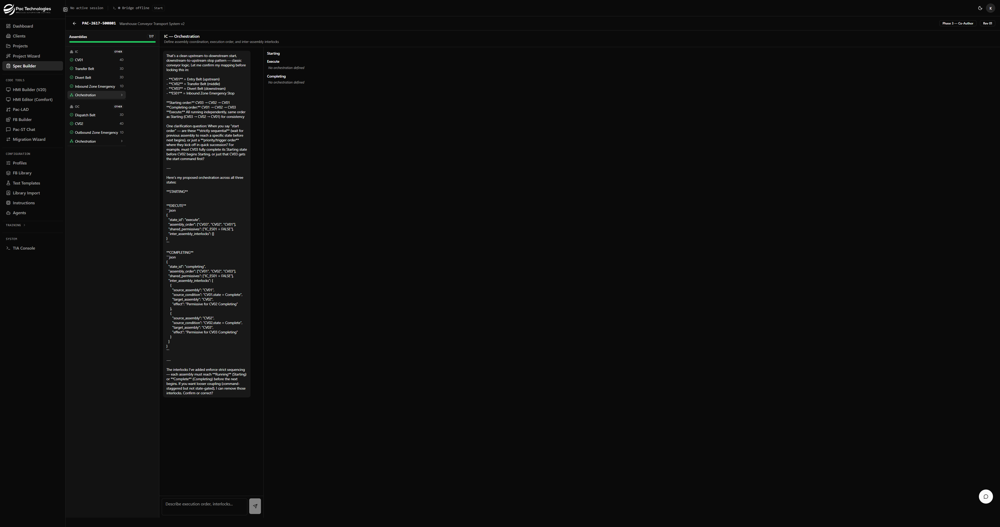 Pac Technologies
PROCESS AUTOMATION CONTROL
No active session
Bridge offline
Start
K
Dashboard
Clients
Projects
Project Wizard
Spec Builder
CODE TOOLS
HMI Builder (V20)
HMI Editor (Comfort)
Pac-LAD
FB Builder
Pac-ST Chat
Migration Wizard
CONFIGURATION
Profiles
FB Library
Test Templates
Library Import
Instructions
Agents
TRAINING
SYSTEM
TIA Console
PAC-2617-500801 Warehouse Conveyor Transport System v2
Phase 3 — Co-Author
Rev 01
Assemblies 7/7
IC OTHER
CV01 4D
Transfer Belt 3D
Divert Belt 3D
Inbound Zone Emergency 1D
Orchestration
OC OTHER
Dispatch Belt 3D
CV02 4D
Outbound Zone Emergency 1D
Orchestration
IC — Orchestration
Define assembly coordination, execution order, and inter-assembly interlocks
That's a clean upstream-to-downstream start,
downstream-to-upstream stop pattern — classic
conveyor logic. Let me confirm my mapping before
locking this in:
- **CV01** = Entry Belt (upstream)
- **CV02** = Transfer Belt (middle)
- **CV03** = Divert Belt (downstream)
- **ES01** = Inbound Zone Emergency Stop
**Starting order:** CV03 → CV02 → CV01
**Completing order:** CV01 → CV02 → CV03
**Execute:** All running independently, same order
as Starting (CV03 → CV02 → CV01) for consistency
One clarification question: When you say "start
order" — are these **strictly sequential** (wait for
previous assembly to reach a specific state before
next begins), or just a **priority/trigger order**
where they kick off in quick succession? For
example, must CV03 fully complete its Starting state
before CV02 begins Starting, or just that CV03 gets
the start command first?
---
Here's my proposed orchestration across all three
states:
**STARTING**
**EXECUTE**
```json
{
"state_id": "execute",
"assembly_order": ["CV03", "CV02", "CV01"],
"shared_permissives": ["IC_ES01 = FALSE"],
"inter_assembly_interlocks": []
}
```
**COMPLETING**
```json
{
"state_id": "completing",
"assembly_order": ["CV01", "CV02", "CV03"],
"shared_permissives": ["IC_ES01 = FALSE"],
"inter_assembly_interlocks": [
{
"source_assembly": "CV01",
"source_condition": "CV01.state = Complete",
"target_assembly": "CV02",
"effect": "Permissive for CV02 Completing"
},
{
"source_assembly": "CV02",
"source_condition": "CV02.state = Complete",
"target_assembly": "CV03",
"effect": "Permissive for CV03 Completing"
}
]
}
```
---
The interlocks I've added enforce strict sequencing
— each assembly must reach **Running** (Starting)
or **Complete** (Completing) before the next
begins. If you want looser coupling (command-
staggered but not state-gated), I can remove those
interlocks. Confirm or correct?
Describe execution order, interlocks...
Starting
Execute
No orchestration defined
Completing
No orchestration defined